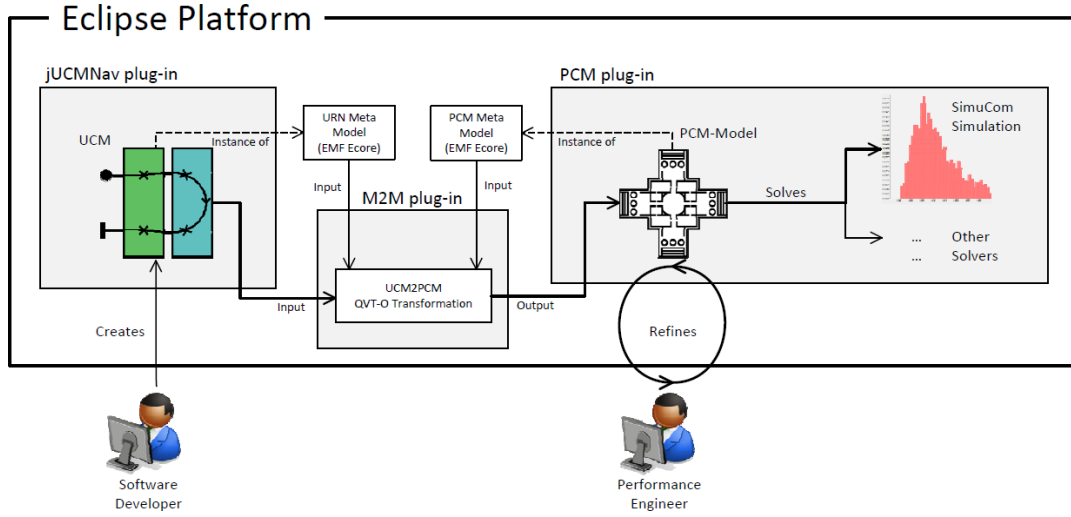 Eclipse Platform
jUCMNav plug-in
PCM plug-in
UCM
Instance of
URN Meta
Model
(EMF Ecore)
PCM Meta
Model
(EMF Ecore)
Instance of
PCM-Model
SimuCom
Simulation
Input
Input
M2M plug-in
Solves
...
Other
...
Solvers
UCM2PCM
QVT-O Transformation
Input
Output
Creates
Refines
Software
Developer
Performance
Engineer